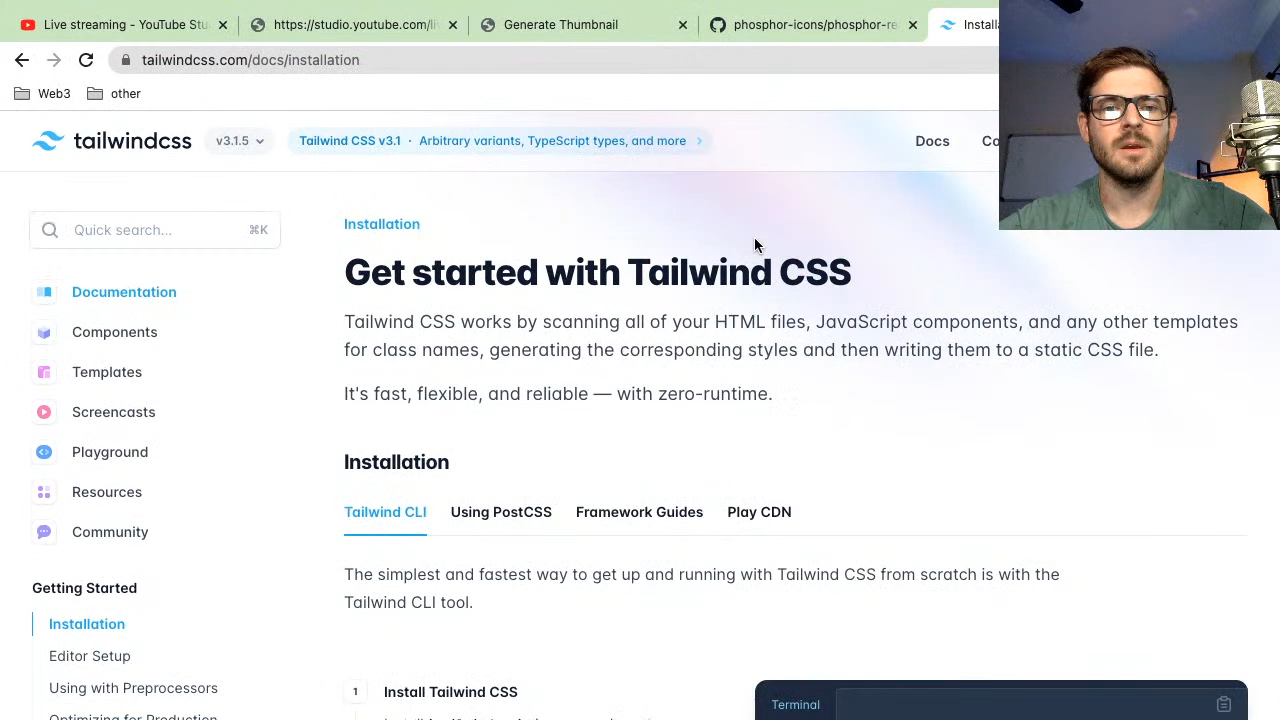 Live streaming - YouTube Stu
https://studio.youtube.com/li
Generate Thumbnail
phosphor-icons/phosphor-re
Install
tailwindcss.com/docs/installation
Web3
other
tailwindcss
v3.1.5
Tailwind CSS v3.1 · Arbitrary variants, TypeScript types, and more
Docs
Co
Quick search...
⌘K
Documentation
Components
Templates
Screencasts
Playground
Resources
Community
Getting Started
Installation
Editor Setup
Using with Preprocessors
Optimizing for Production
Installation
Get started with Tailwind CSS
Tailwind CSS works by scanning all of your HTML files, JavaScript components, and any other templates
for class names, generating the corresponding styles and then writing them to a static CSS file.
It's fast, flexible, and reliable — with zero-runtime.
Installation
Tailwind CLI
Using PostCSS
Framework Guides
Play CDN
The simplest and fastest way to get up and running with Tailwind CSS from scratch is with the
Tailwind CLI tool.
1
Install Tailwind CSS
Terminal